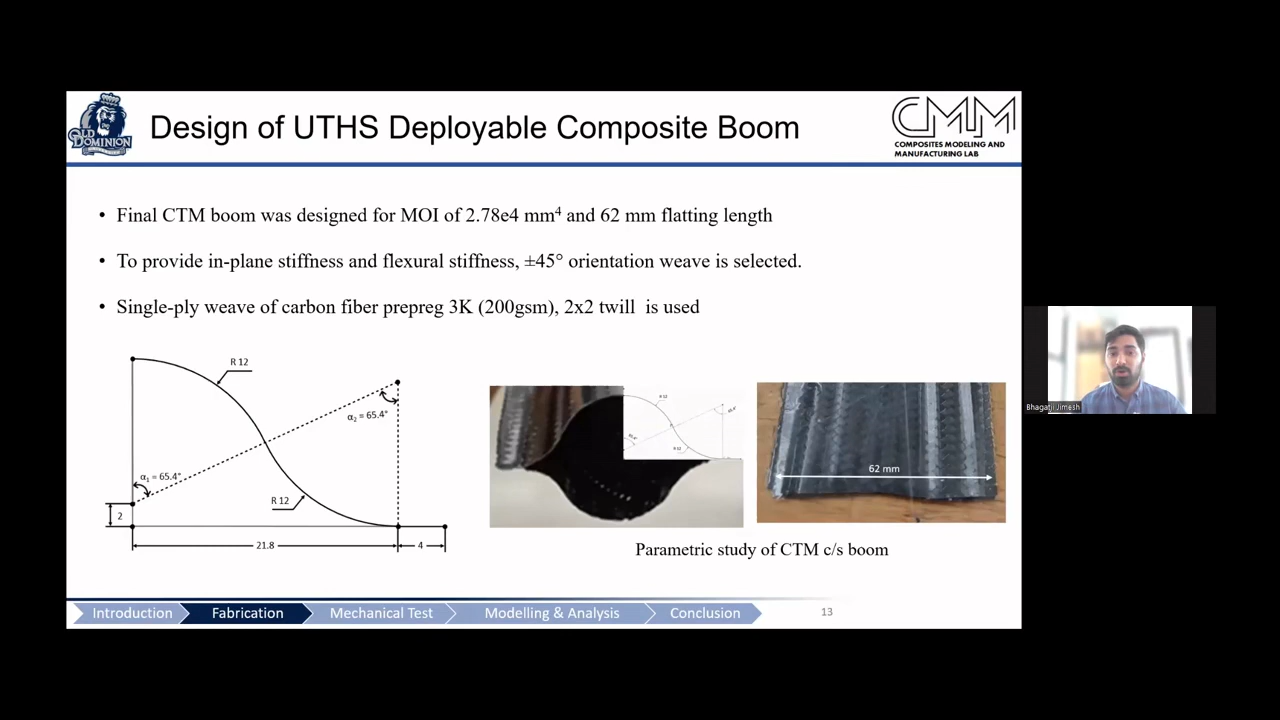 OLD DOMINION
Design of UTHS Deployable Composite Boom
CMM
COMPOSITES MODELING AND
MANUFACTURING LAB
• Final CTM boom was designed for MOI of 2.78e4 mm⁴ and 62 mm flatting length
• To provide in-plane stiffness and flexural stiffness, ±45° orientation weave is selected.
• Single-ply weave of carbon fiber prepreg 3K (200gsm), 2x2 twill is used
R 12
α₂ = 65.4°
α₁ = 65.4°
R 12
2
21.8
4
62 mm
Parametric study of CTM c/s boom
Bhagatji Jimesh
Introduction
Fabrication
Mechanical Test
Modelling & Analysis
Conclusion
13